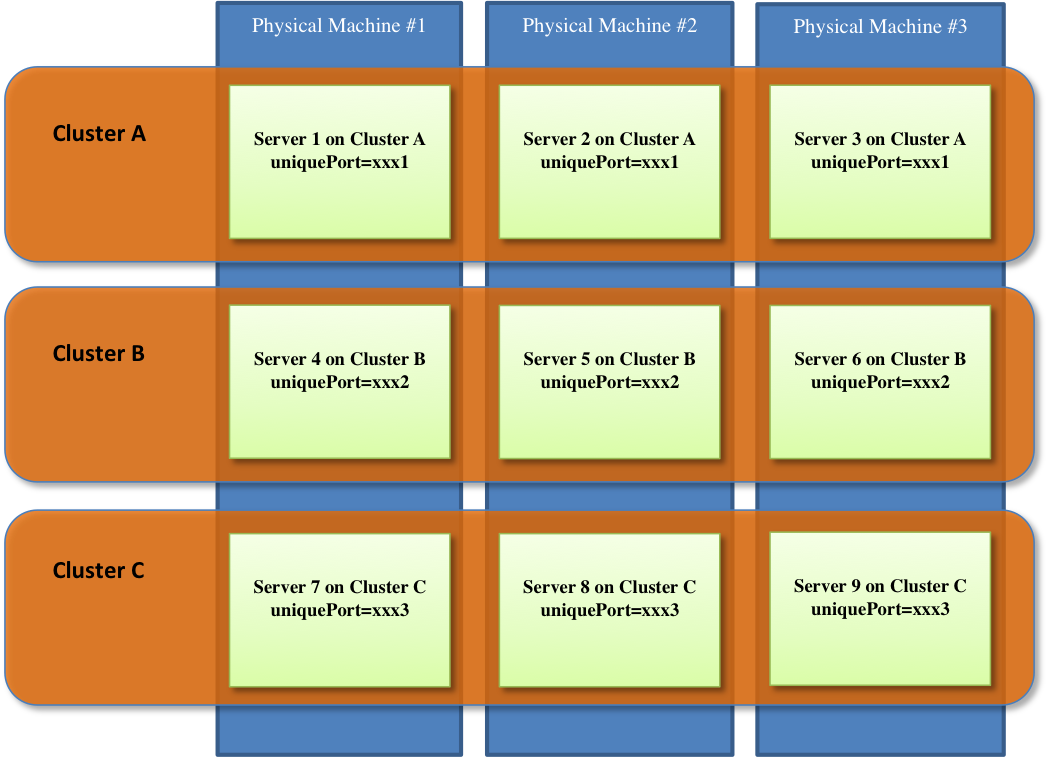 Physical Machine #1
Physical Machine #2
Physical Machine #3
Cluster A
Server 1 on Cluster A
uniquePort=xxx1
Server 2 on Cluster A
uniquePort=xxx1
Server 3 on Cluster A
uniquePort=xxx1
Cluster B
Server 4 on Cluster B
uniquePort=xxx2
Server 5 on Cluster B
uniquePort=xxx2
Server 6 on Cluster B
uniquePort=xxx2
Cluster C
Server 7 on Cluster C
uniquePort=xxx3
Server 8 on Cluster C
uniquePort=xxx3
Server 9 on Cluster C
uniquePort=xxx3